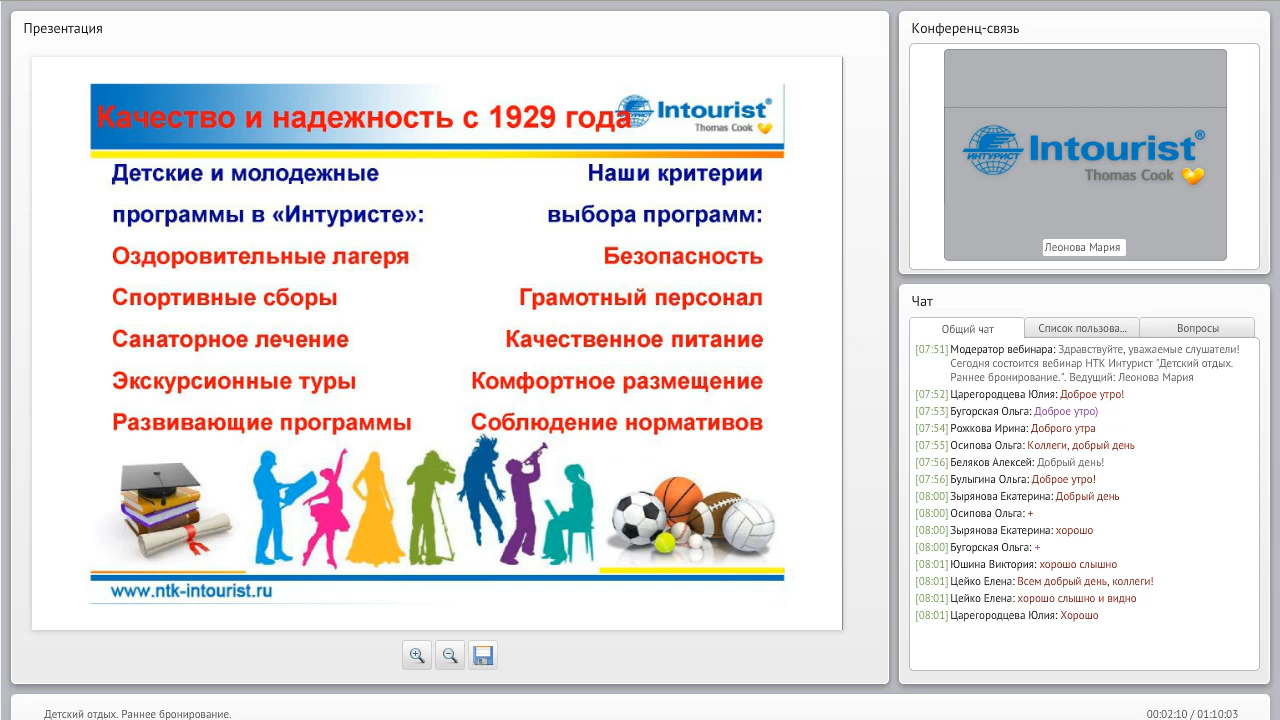 Презентация
Качество и надежность с 1929 года
Intourist®
Thomas Cook
Детские и молодежные
программы в «Интуристе»:
Оздоровительные лагеря
Спортивные сборы
Санаторное лечение
Экскурсионные туры
Развивающие программы
Наши критерии
выбора программ:
Безопасность
Грамотный персонал
Качественное питание
Комфортное размещение
Соблюдение нормативов
www.ntk-intourist.ru
Конференц-связь
ИНТУРИСТ Intourist®
Thomas Cook
Леонова Мария
Чат
Общий чат
Список пользова...
Вопросы
[07:51] Модератор вебинара: Здравствуйте, уважаемые слушатели!
Сегодня состоится вебинар НТК Интурист "Детский отдых.
Раннее бронирование.". Ведущий: Леонова Мария
[07:52] Царегородцева Юлия: Доброе утро!
[07:53] Бугорская Ольга: Доброе утро)
[07:54] Рожкова Ирина: Доброго утра
[07:55] Осипова Ольга: Коллеги, добрый день
[07:56] Беляков Алексей: Добрый день!
[07:56] Булыгина Ольга: Доброе утро!
[08:00] Зырянова Екатерина: Добрый день
[08:00] Осипова Ольга: +
[08:00] Зырянова Екатерина: хорошо
[08:00] Бугорская Ольга: +
[08:01] Юшина Виктория: хорошо слышно
[08:01] Цейко Елена: Всем добрый день, коллеги!
[08:01] Цейко Елена: хорошо слышно и видно
[08:01] Царегородцева Юлия: Хорошо
Детский отдых. Раннее бронирование.
00:02:10 / 01:10:03